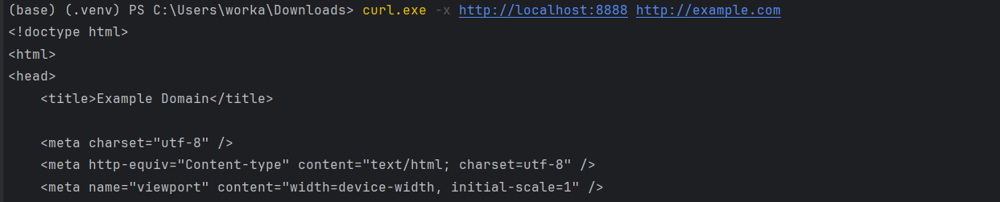 (base) (.venv) PS C:\Users\worka\Downloads> curl.exe -x http://localhost:8888 http://example.com
<!doctype html>
<html>
<head>
    <title>Example Domain</title>

    <meta charset="utf-8" />
    <meta http-equiv="Content-type" content="text/html; charset=utf-8" />
    <meta name="viewport" content="width=device-width, initial-scale=1" />